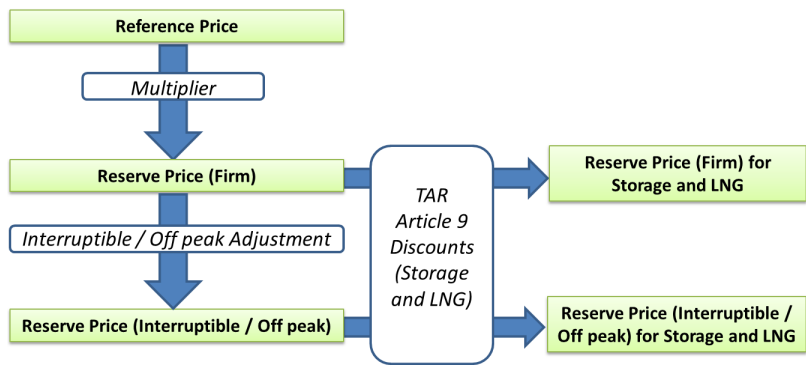 Reference Price
Multiplier
Reserve Price (Firm)
Interruptible / Off peak Adjustment
Reserve Price (Interruptible / Off peak)
TAR
Article 9
Discounts
(Storage
and LNG)
Reserve Price (Firm) for
Storage and LNG
Reserve Price (Interruptible /
Off peak) for Storage and LNG